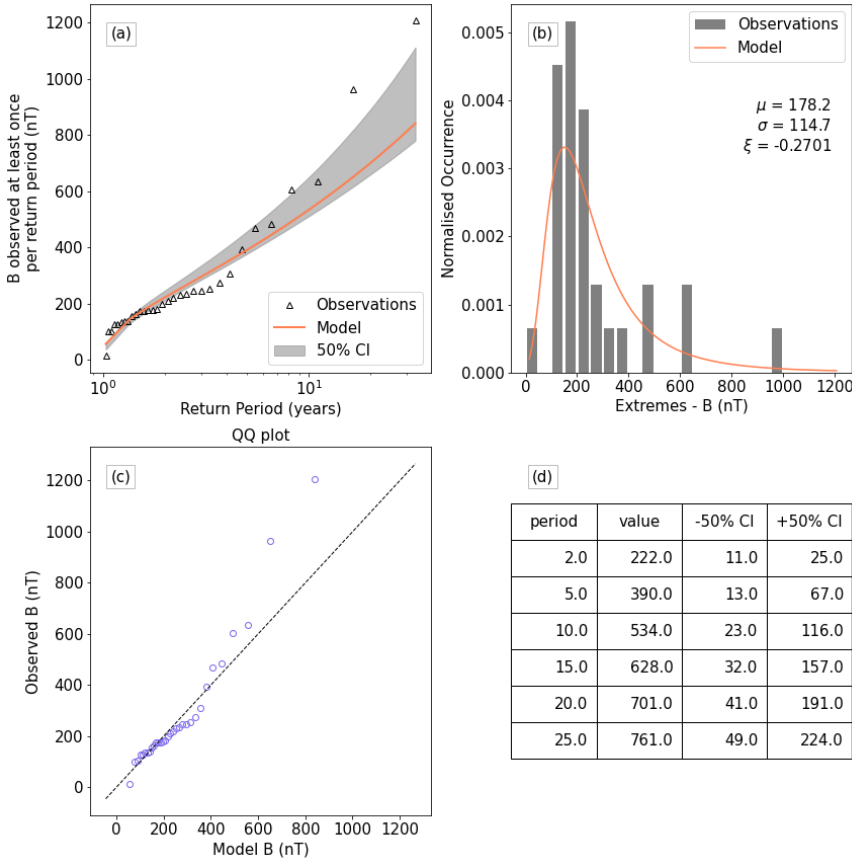 (a)
1200
1000
800
600
400
200
0
B observed at least once
per return period (nT)
Observations
Model
50% CI
10⁰
10¹
Return Period (years)
(b)
Observations
Model
μ = 178.2
σ = 114.7
ξ = -0.2701
0.005
0.004
0.003
0.002
0.001
0.000
Normalised Occurrence
0 200 400 600 800 1000 1200
Extremes - B (nT)
QQ plot
(c)
1200
1000
800
600
400
200
0
Observed B (nT)
0 200 400 600 800 1000 1200
Model B (nT)
(d)
period value -50% CI +50% CI
2.0 222.0 11.0 25.0
5.0 390.0 13.0 67.0
10.0 534.0 23.0 116.0
15.0 628.0 32.0 157.0
20.0 701.0 41.0 191.0
25.0 761.0 49.0 224.0